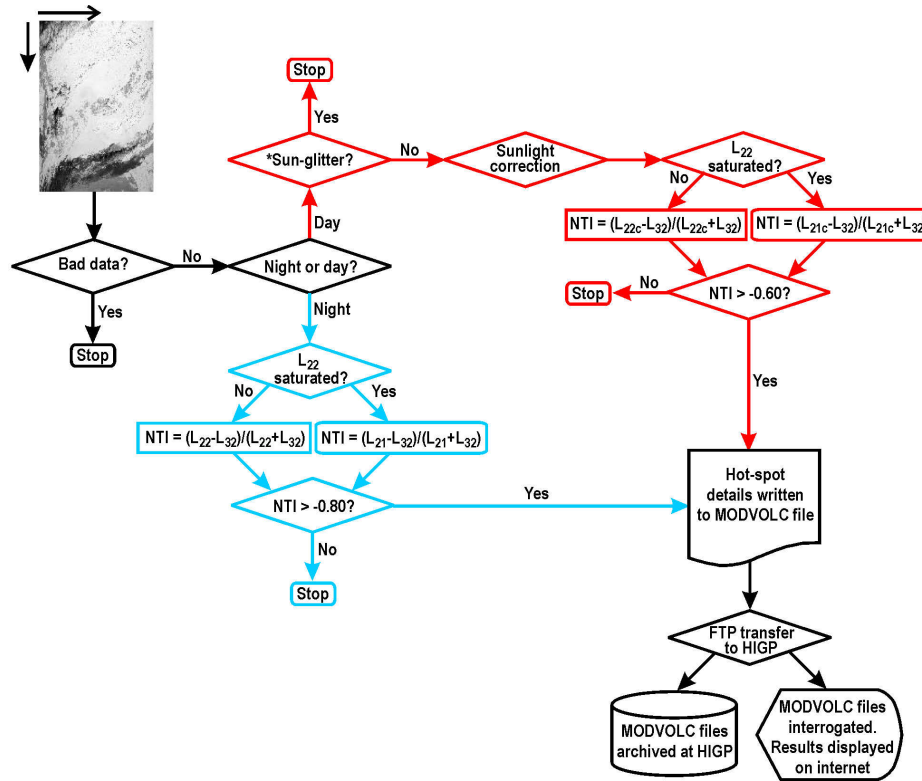 Stop
Yes
*Sun-glitter?
No
Sunlight
correction
L22
saturated?
No
Yes
NTI = (L22c-L32)/(L22c+L32)
NTI = (L21c-L32)/(L21c+L32)
Day
Bad data?
No
Night or day?
NTI > -0.60?
No
Stop
Yes
Stop
Night
L22
saturated?
No
Yes
NTI = (L22-L32)/(L22+L32)
NTI = (L21-L32)/(L21+L32)
Yes
NTI > -0.80?
Yes
No
Stop
Hot-spot
details written
to MODVOLC file
FTP transfer
to HIGP
MODVOLC files
archived at HIGP
MODVOLC files
interrogated.
Results displayed
on internet